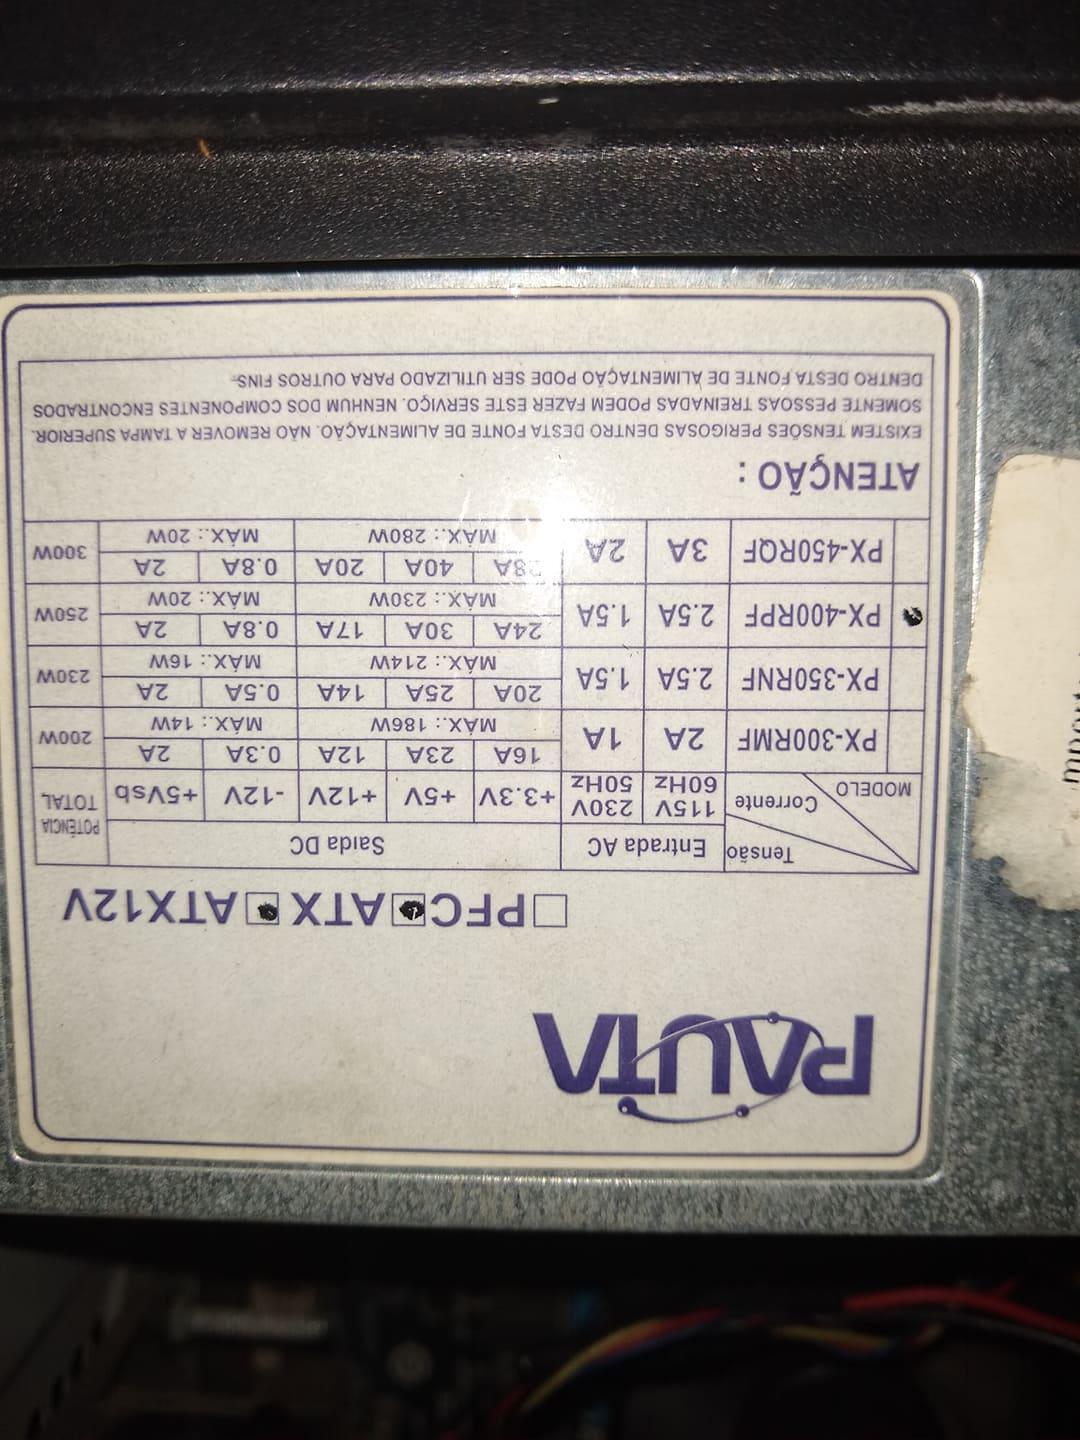 PAUTA
PFC ATX ATX12V
Tensão Entrada AC Saida DC POTÊNCIA TOTAL
MODELO Corrente 115V 60Hz 230V 50Hz +3.3V +5V +12V -12V +5Vsb
PX-300RMF 2A 1A 16A 23A 12A 0.3A 2A 200W
MÁX.: 186W MÁX.: 14W
PX-350RNF 2.5A 1.5A 20A 25A 14A 0.5A 2A 230W
MÁX.: 214W MÁX.: 16W
PX-400RPF 2.5A 1.5A 24A 30A 17A 0.8A 2A 250W
MÁX.: 230W MÁX.: 20W
PX-450RQF 3A 2A 28A 40A 20A 0.8A 2A 300W
MÁX.: 280W MÁX.: 20W
ATENÇÃO :
EXISTEM TENSÕES PERIGOSAS DENTRO DESTA FONTE DE ALIMENTAÇÃO. NÃO REMOVER A TAMPA SUPERIOR.
SOMENTE PESSOAS TREINADAS PODEM FAZER ESTE SERVIÇO. NENHUM DOS COMPONENTES ENCONTRADOS
DENTRO DESTA FONTE DE ALIMENTAÇÃO PODE SER UTILIZADO PARA OUTROS FINS.